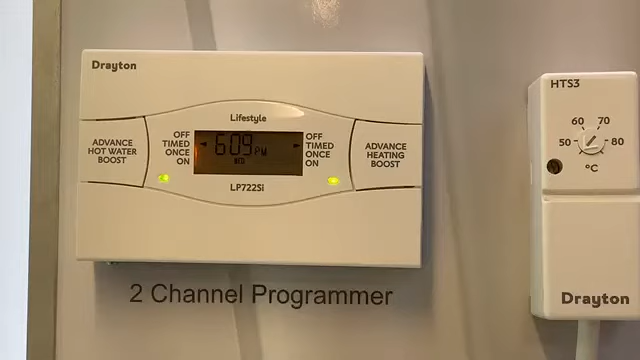 Drayton
Lifestyle
ADVANCE
HOT WATER
BOOST
OFF
TIMED
ONCE
ON
6:09 PM
WED
OFF
TIMED
ONCE
ON
ADVANCE
HEATING
BOOST
LP722Si
2 Channel Programmer
HTS3
60 70
50 80
°C
Drayton